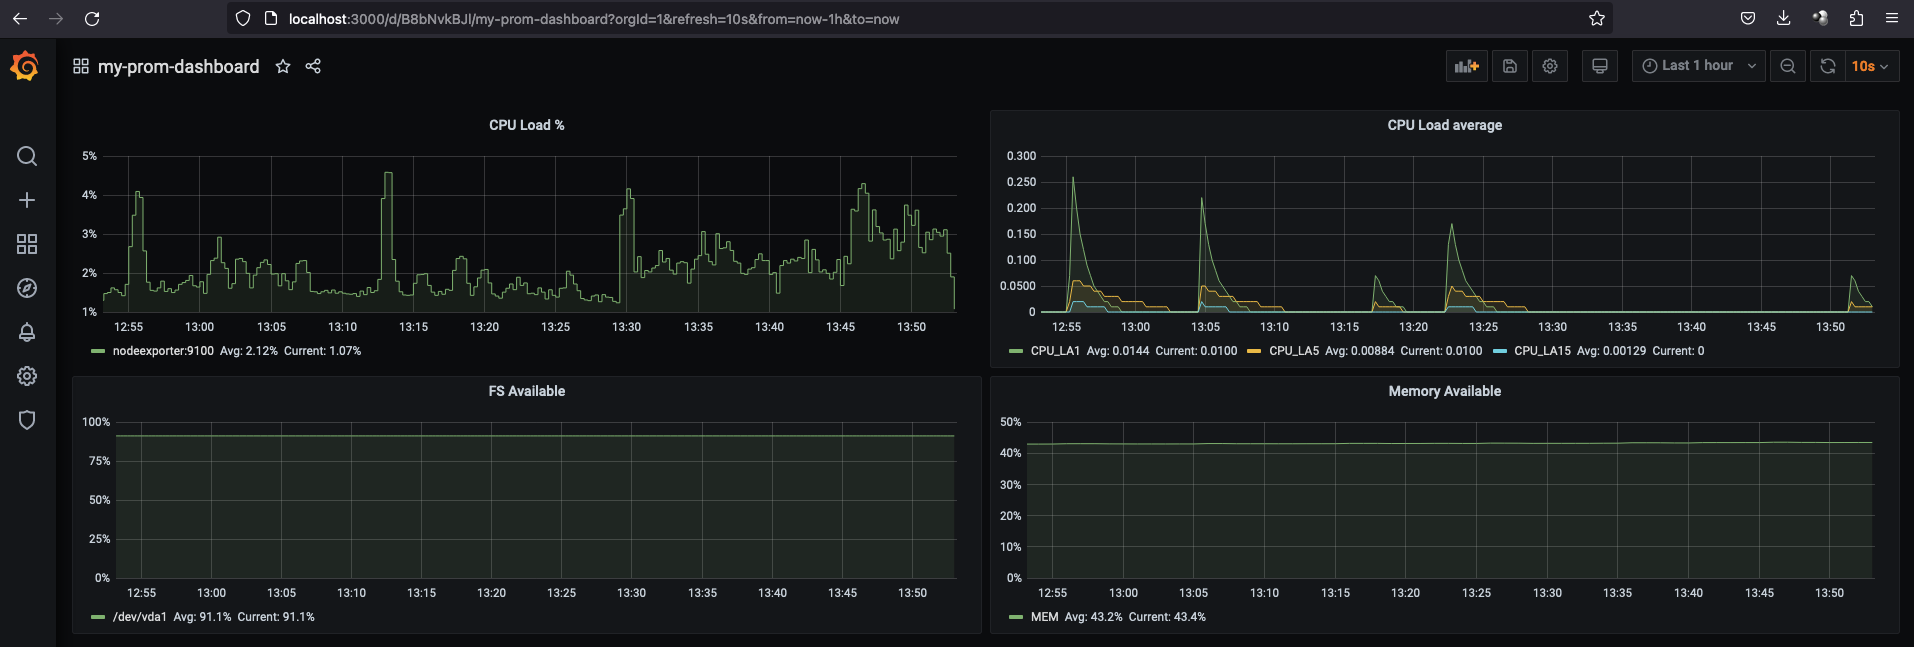 localhost:3000/d/B8bNvkBJl/my-prom-dashboard?orgId=1&refresh=10s&from=now-1h&to=now
my-prom-dashboard
Last 1 hour
10s
CPU Load %
5%
4%
3%
2%
1%
12:55 13:00 13:05 13:10 13:15 13:20 13:25 13:30 13:35 13:40 13:45 13:50
nodeexporter:9100 Avg: 2.12% Current: 1.07%
CPU Load average
0.300
0.250
0.200
0.150
0.100
0.0500
0
12:55 13:00 13:05 13:10 13:15 13:20 13:25 13:30 13:35 13:40 13:45 13:50
CPU_LA1 Avg: 0.0144 Current: 0.0100 CPU_LA5 Avg: 0.00884 Current: 0.0100 CPU_LA15 Avg: 0.00129 Current: 0
FS Available
100%
75%
50%
25%
0%
12:55 13:00 13:05 13:10 13:15 13:20 13:25 13:30 13:35 13:40 13:45 13:50
/dev/vda1 Avg: 91.1% Current: 91.1%
Memory Available
50%
40%
30%
20%
10%
0%
12:55 13:00 13:05 13:10 13:15 13:20 13:25 13:30 13:35 13:40 13:45 13:50
MEM Avg: 43.2% Current: 43.4%